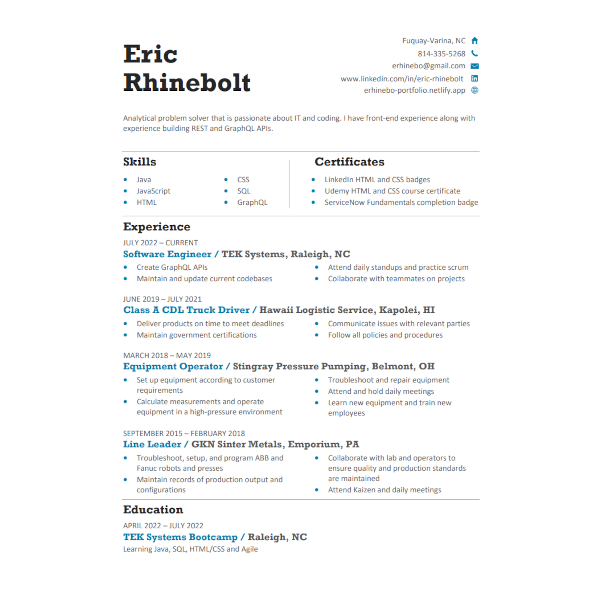 Eric
Rhinebolt
Fuquay-Varina, NC
814-335-5268
erhinebo@gmail.com
www.linkedin.com/in/eric-rhinebolt
erhinebo-portfolio.netlify.app
Analytical problem solver that is passionate about IT and coding. I have front-end experience along with
experience building REST and GraphQL APIs.
Skills
• Java
• JavaScript
• HTML
• CSS
• SQL
• GraphQL
Certificates
• LinkedIn HTML and CSS badges
• Udemy HTML and CSS course certificate
• ServiceNow Fundamentals completion badge
Experience
JULY 2022 – CURRENT
Software Engineer / TEK Systems, Raleigh, NC
• Create GraphQL APIs
• Maintain and update current codebases
• Attend daily standups and practice scrum
• Collaborate with teammates on projects
JUNE 2019 – JULY 2021
Class A CDL Truck Driver / Hawaii Logistic Service, Kapolei, HI
• Deliver products on time to meet deadlines
• Maintain government certifications
• Communicate issues with relevant parties
• Follow all policies and procedures
MARCH 2018 – MAY 2019
Equipment Operator / Stingray Pressure Pumping, Belmont, OH
• Set up equipment according to customer
requirements
• Calculate measurements and operate
equipment in a high-pressure environment
• Troubleshoot and repair equipment
• Attend and hold daily meetings
• Learn new equipment and train new
employees
SEPTEMBER 2015 – FEBRUARY 2018
Line Leader / GKN Sinter Metals, Emporium, PA
• Troubleshoot, setup, and program ABB and
Fanuc robots and presses
• Maintain records of production output and
configurations
• Collaborate with lab and operators to
ensure quality and production standards
are maintained
• Attend Kaizen and daily meetings
Education
APRIL 2022 – JULY 2022
TEK Systems Bootcamp / Raleigh, NC
Learning Java, SQL, HTML/CSS and Agile